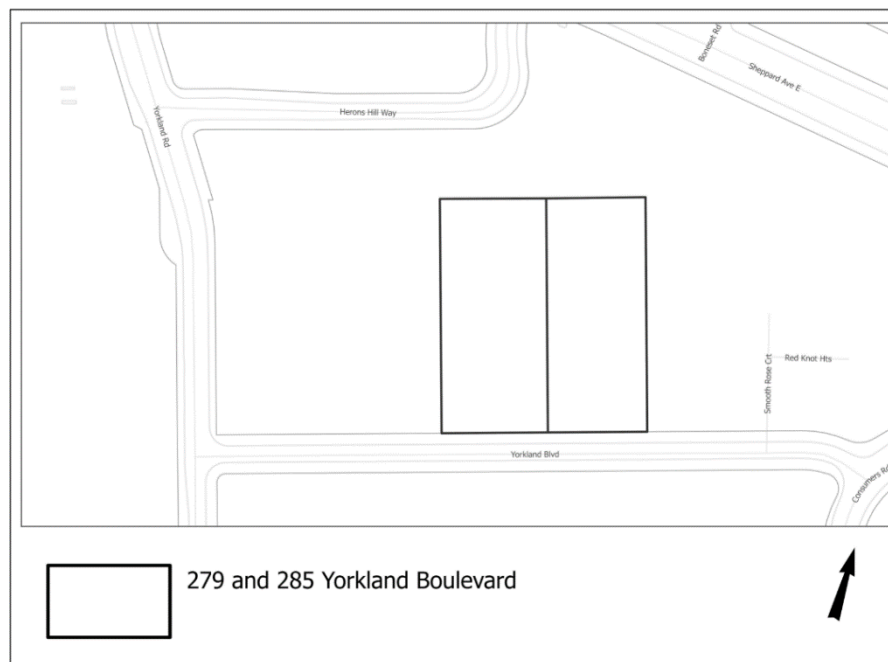 Boneset Rd
Sheppard Ave E
Yorkland Rd
Herons Hill Way
Smooth Rose Crt
Red Knot Hts
Yorkland Blvd
Consumers Rd
279 and 285 Yorkland Boulevard